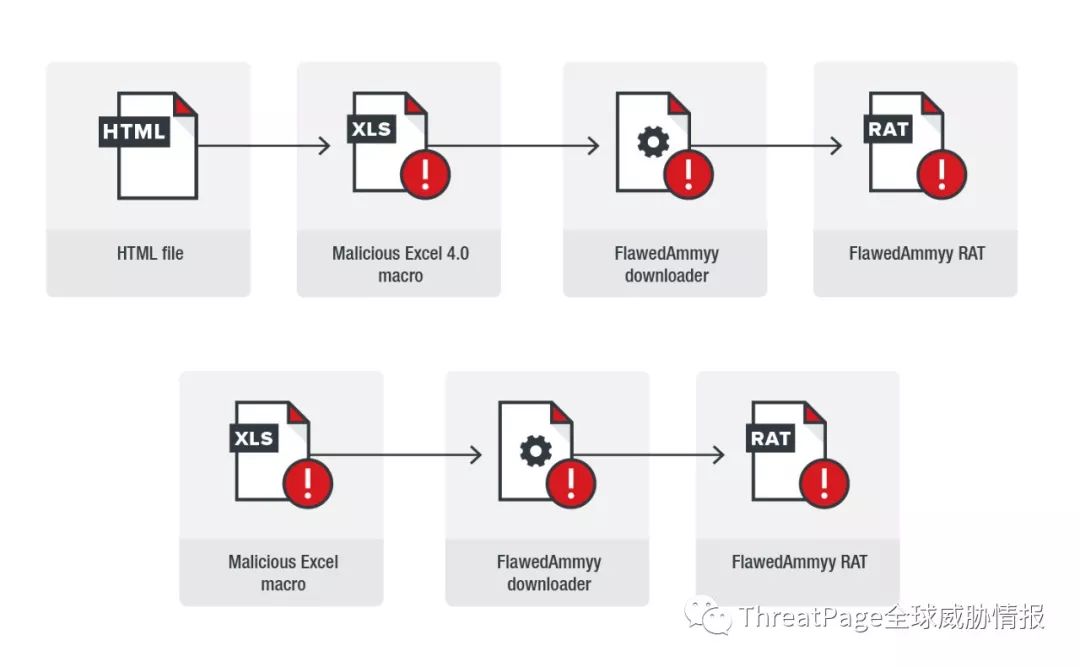 HTML
XLS
RAT
HTML file
Malicious Excel 4.0
macro
FlawedAmmyy
downloader
FlawedAmmyy RAT
XLS
RAT
Malicious Excel
macro
FlawedAmmyy
downloader
FlawedAmmyy RAT
ThreatPage全球威胁情报